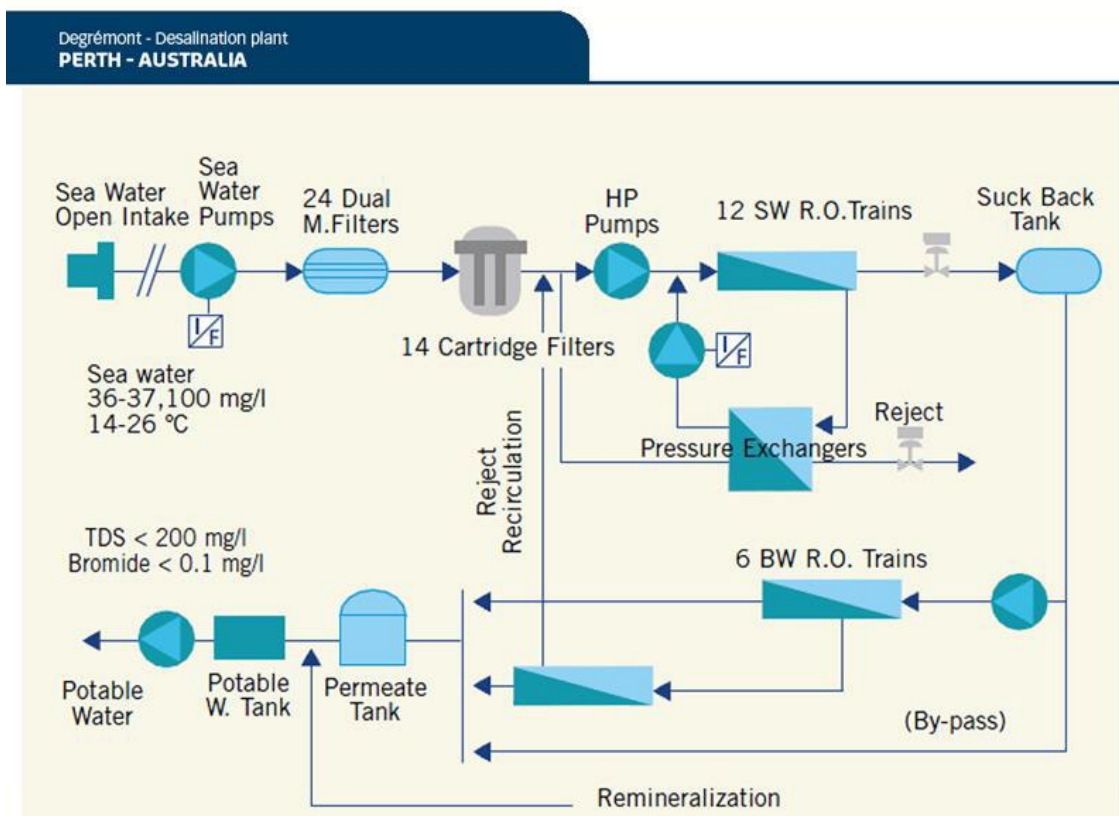 Degrémont - Desalination plant
PERTH - AUSTRALIA
Sea Water
Open Intake
Sea
Water
Pumps
24 Dual
M.Filters
HP
Pumps
12 SW R.O.Trains
Suck Back
Tank
I/F
14 Cartridge Filters
I/F
Sea water
36-37,100 mg/l
14-26 ºC
Reject
Pressure Exchangers
Reject
Recirculation
TDS < 200 mg/l
Bromide < 0.1 mg/l
6 BW R.O. Trains
Potable
Water
Potable
W. Tank
Permeate
Tank
(By-pass)
Remineralization